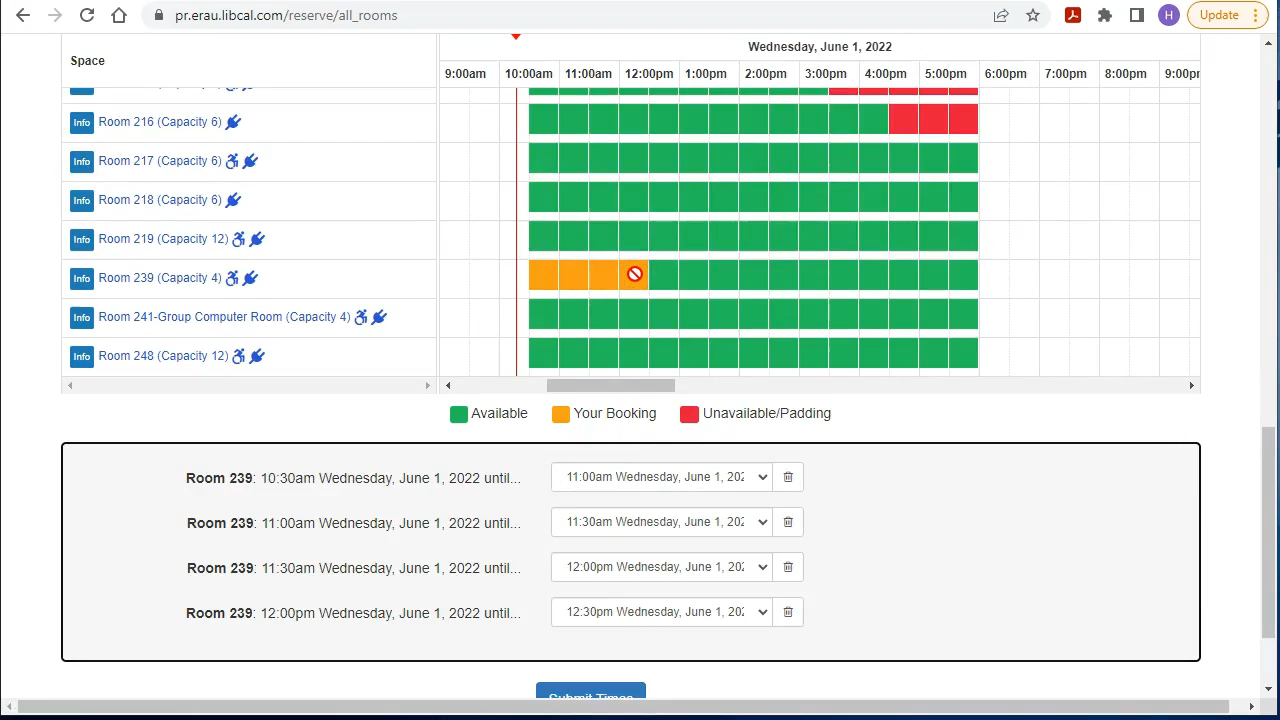 pr.erau.libcal.com/reserve/all_rooms
H
Update
Space
Wednesday, June 1, 2022
9:00am 10:00am 11:00am 12:00pm 1:00pm 2:00pm 3:00pm 4:00pm 5:00pm 6:00pm 7:00pm 8:00pm 9:00p
Info Room 216 (Capacity 6)
Info Room 217 (Capacity 6)
Info Room 218 (Capacity 6)
Info Room 219 (Capacity 12)
Info Room 239 (Capacity 4)
Info Room 241-Group Computer Room (Capacity 4)
Info Room 248 (Capacity 12)
Available Your Booking Unavailable/Padding
Room 239: 10:30am Wednesday, June 1, 2022 until... 11:00am Wednesday, June 1, 202
Room 239: 11:00am Wednesday, June 1, 2022 until... 11:30am Wednesday, June 1, 202
Room 239: 11:30am Wednesday, June 1, 2022 until... 12:00pm Wednesday, June 1, 202
Room 239: 12:00pm Wednesday, June 1, 2022 until... 12:30pm Wednesday, June 1, 202
Submit Times